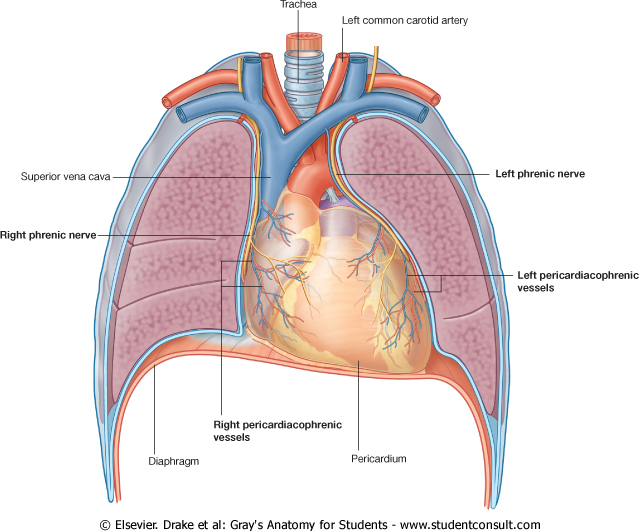 Trachea
Left common carotid artery
Superior vena cava
Left phrenic nerve
Right phrenic nerve
Left pericardiacophrenic
vessels
Right pericardiacophrenic
vessels
Diaphragm
Pericardium
© Elsevier. Drake et al: Gray's Anatomy for Students - www.studentconsult.com